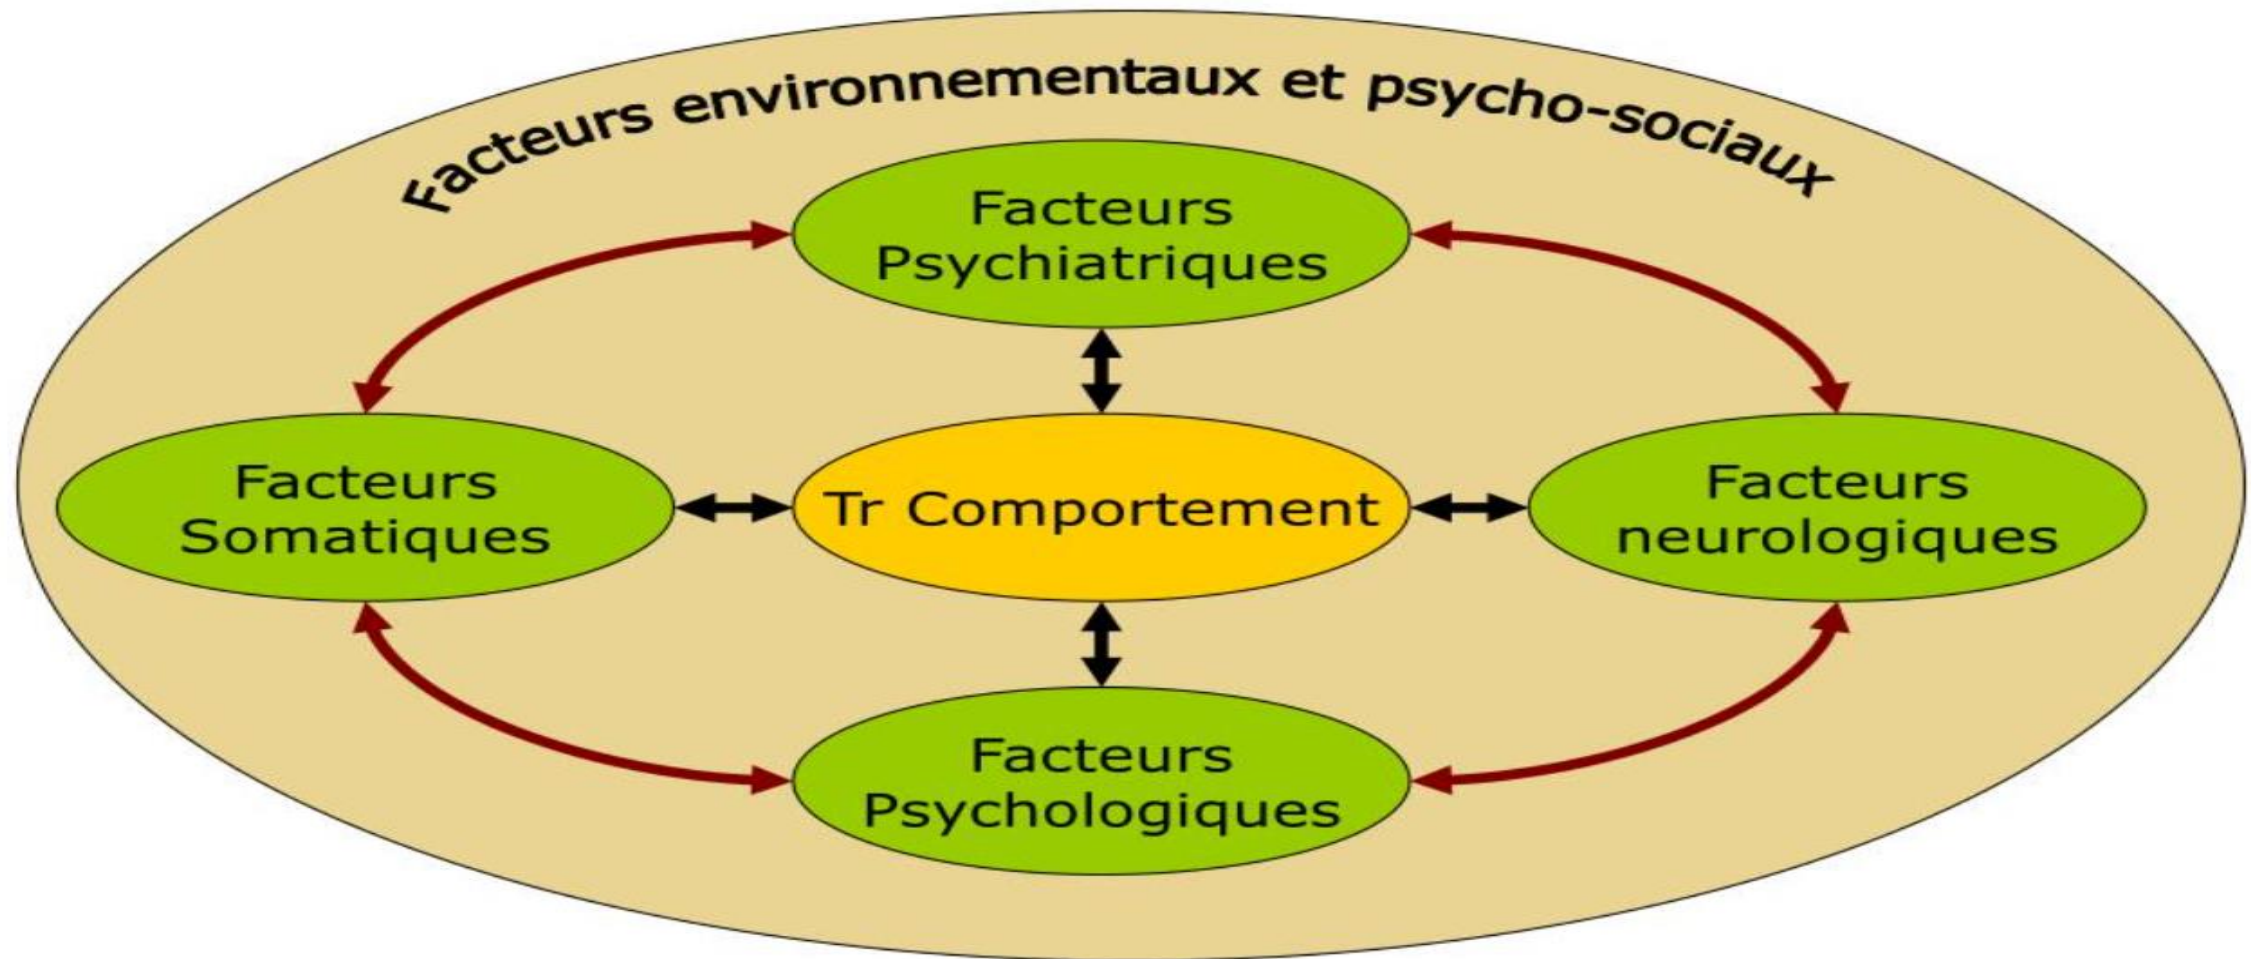 Facteurs environnementaux et psycho-sociaux
Facteurs
Psychiatriques
Facteurs
Somatiques
Tr Comportement
Facteurs
neurologiques
Facteurs
Psychologiques